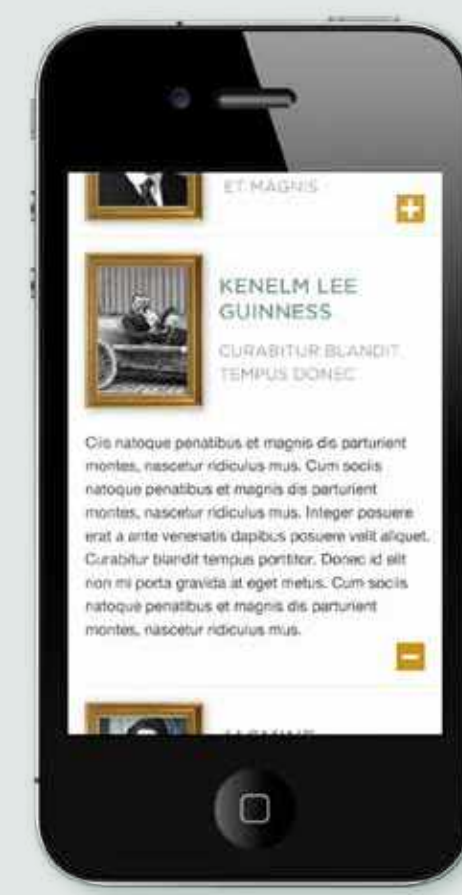 ET MAGNIS
KENELM LEE
GUINNESS
CURABITUR BLANDIT
TEMPUS DONEC
Ciis natoque penatibus et magnis dis parturient
montes, nascetur ridiculus mus. Cum sociis
natoque penatibus et magnis dis parturient
montes, nascetur ridiculus mus. Integer posuere
erat a ante venenatis dapibus posuere velit aliquet.
Curabitur blandit tempus porttitor. Donec id elit
non mi porta gravida at eget metus. Cum sociis
natoque penatibus et magnis dis parturient
montes, nascetur ridiculus mus.
JASMINE